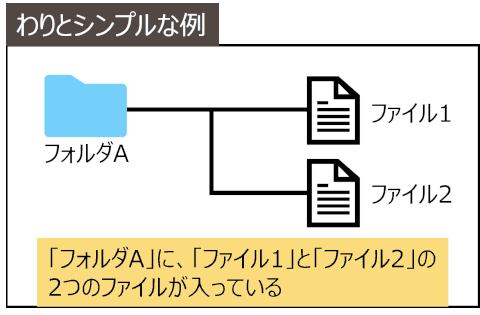 わりとシンプルな例
ファイル1
フォルダA
ファイル2
「フォルダA」に、「ファイル1」と「ファイル2」の
2つのファイルが入っている